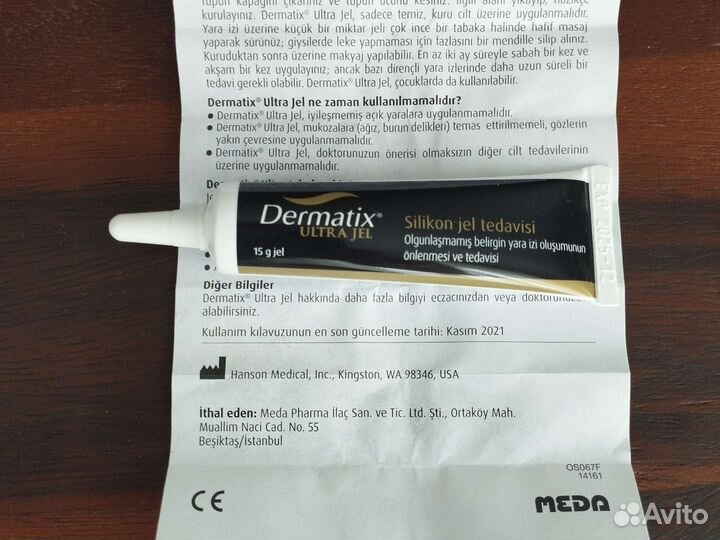 tüpün kapağını çıkarınız ve tüpün ucunu kesiniz. İlgili alanı yıkayıp, nazikçe
kurulayınız. Dermatix® Ultra Jel, sadece temiz, kuru cilt üzerine uygulanmalıdır.
Yara izi üzerine küçük bir miktar jeli çok ince bir tabaka halinde hafif masaj
yaparak sürünüz; giysilerde leke yapmaması için fazlasını bir mendille silip alınız.
Kuruduktan sonra üzerine makyaj yapılabilir. En az iki ay süreyle sabah bir kez ve
akşam bir kez uygulayınız; ancak bazı dirençli yara izlerinde daha uzun süreli bir
tedavi gerekli olabilir. Dermatix® Ultra Jel, çocuklarda da kullanılabilir.
Dermatix® Ultra Jel ne zaman kullanılmamalıdır?
● Dermatix® Ultra Jel, iyileşmemiş açık yaralara uygulanmamalıdır.
● Dermatix® Ultra Jel, mukozalara (ağız, burun delikleri) temas ettirilmemeli, gözlerin
yakın çevresine uygulanmamalıdır.
● Dermatix® Ultra Jel, doktorunuzun önerisi olmaksızın diğer cilt tedavilerinin
üzerine uygulanmamalıdır.
Dermatix®
ULTRA JEL
15 g jel
Silikon jel tedavisi
Olgunlaşmamış belirgin yara izi oluşumunun
önlenmesi ve tedavisi
EXP 2025-12
Diğer Bilgiler
Dermatix® Ultra Jel hakkında daha fazla bilgiyi eczacınızdan veya doktorunuzdan
alabilirsiniz.
Kullanım kılavuzunun en son güncelleme tarihi: Kasım 2021
Hanson Medical, Inc., Kingston, WA 98346, USA
İthal eden: Meda Pharma İlaç San. ve Tic. Ltd. Şti., Ortaköy Mah.
Muallim Naci Cad. No. 55
Beşiktaş/İstanbul
OS067F
14161
CE
MEDA
Avito